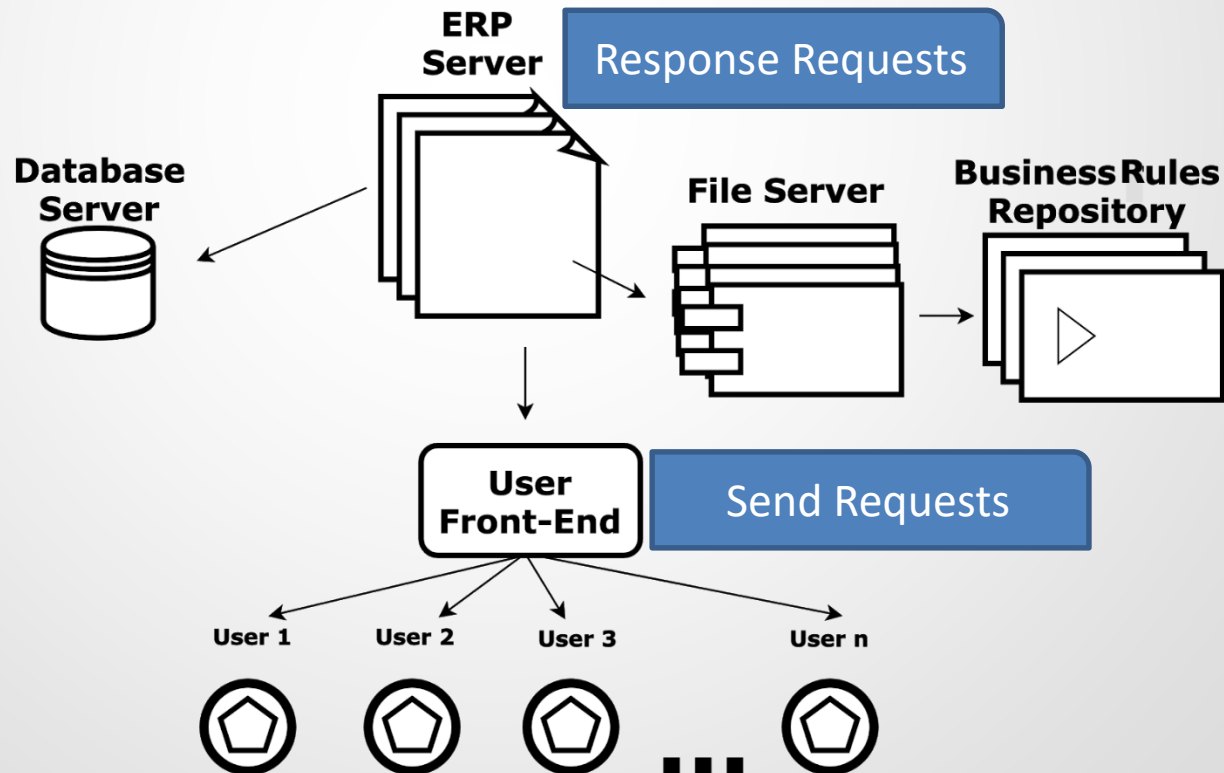 ERP
Server
Response Requests
Database
Server
File Server
Business Rules
Repository
User
Front-End
Send Requests
User 1
User 2
User 3
User n
...